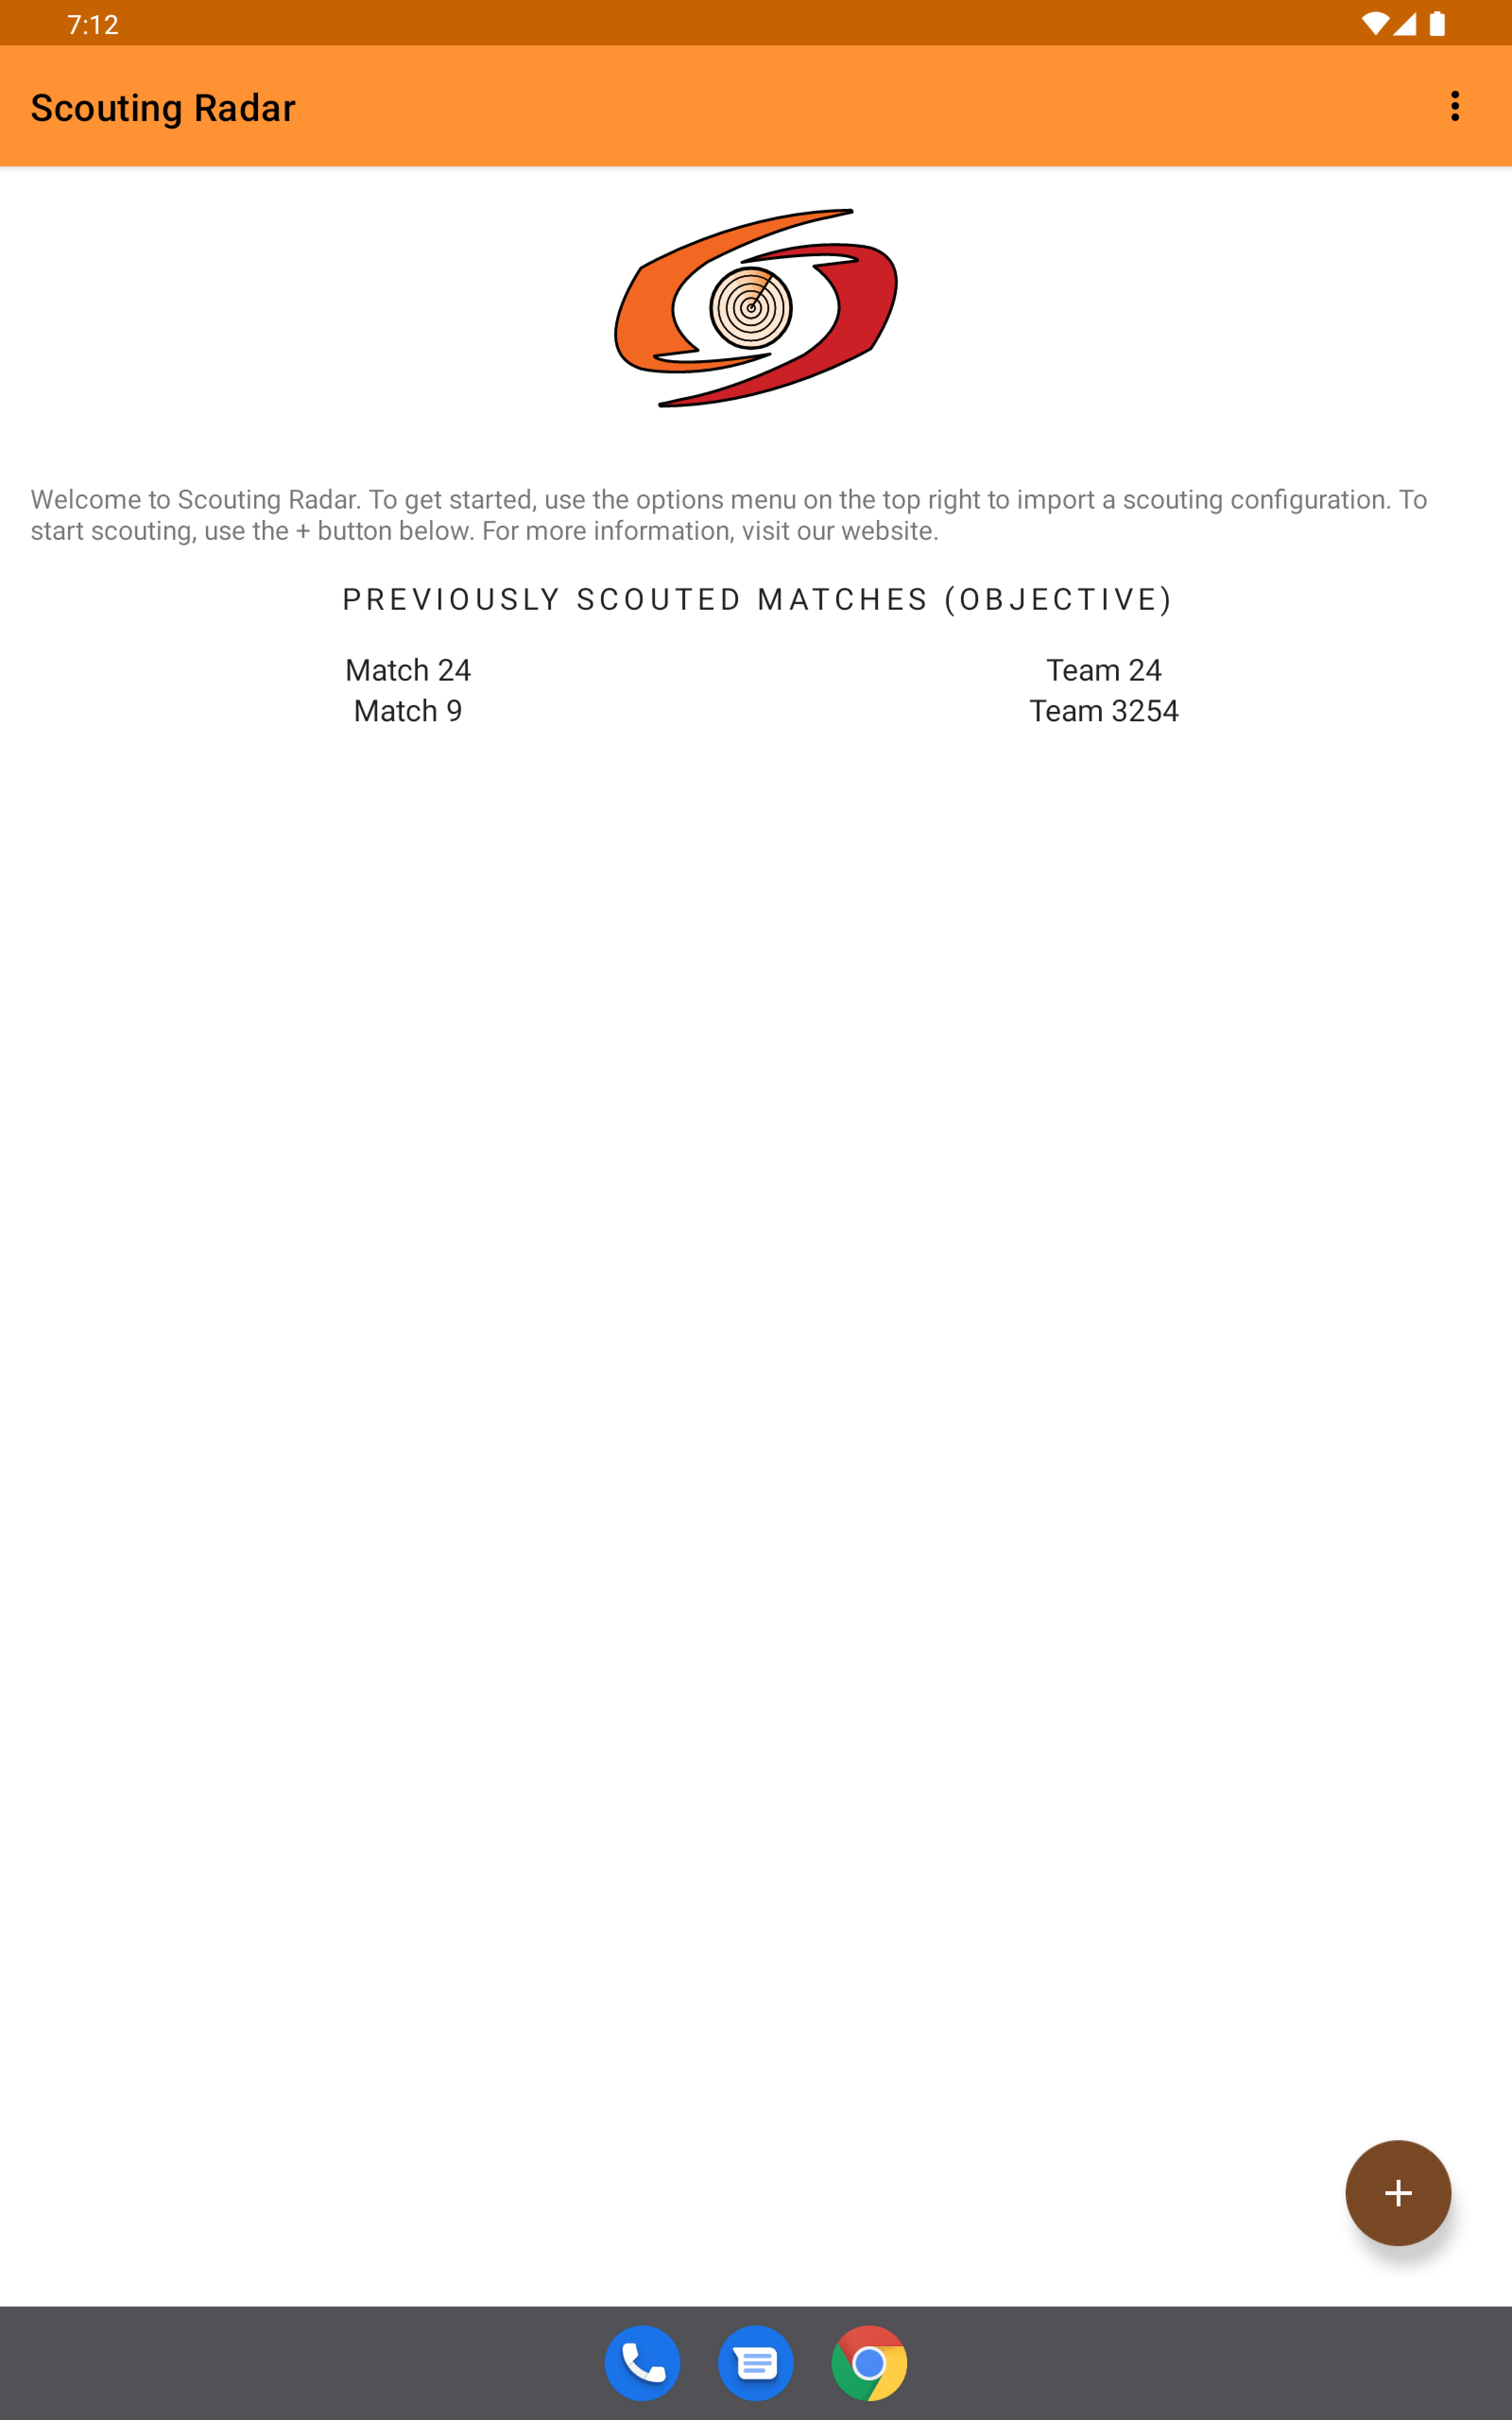 7:12
Scouting Radar
Welcome to Scouting Radar. To get started, use the options menu on the top right to import a scouting configuration. To
start scouting, use the + button below. For more information, visit our website.
PREVIOUSLY SCOUTED MATCHES (OBJECTIVE)
Match 24 Team 24
Match 9 Team 3254
+